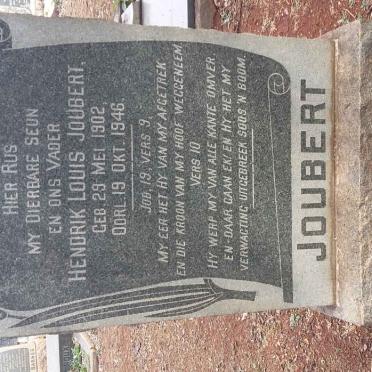 HIER RUS
MY DIERBARE SEUN
EN ONS VADER
HENDRIK LOUIS JOUBERT.
GEB. 29 MEI. 1902,
OORL. 19 OKT. 1946.
JOB. 19. VERS 9.
MY EER HET HY VAN MY AFGETREK
EN DIE KROON VAN MY HOOF WEGGENEEM.
VERS 10.
HY WERP MY VAN ALLE KANTE OMVER
EN DAAR GAAN EK! EN HY HET MY
VERWAGTING UITGEBREEK SOOS 'N BOOM.
JOUBERT